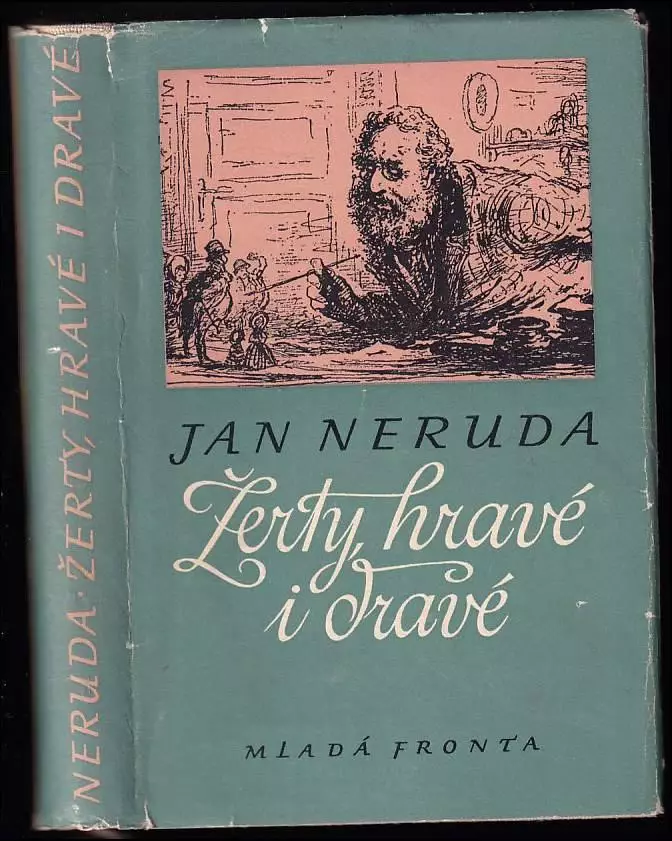 NERUDA · ŽERTY, HRAVÉ I DRAVÉ
JAN NERUDA
Žerty, hravé
i dravé
MLADÁ FRONTA